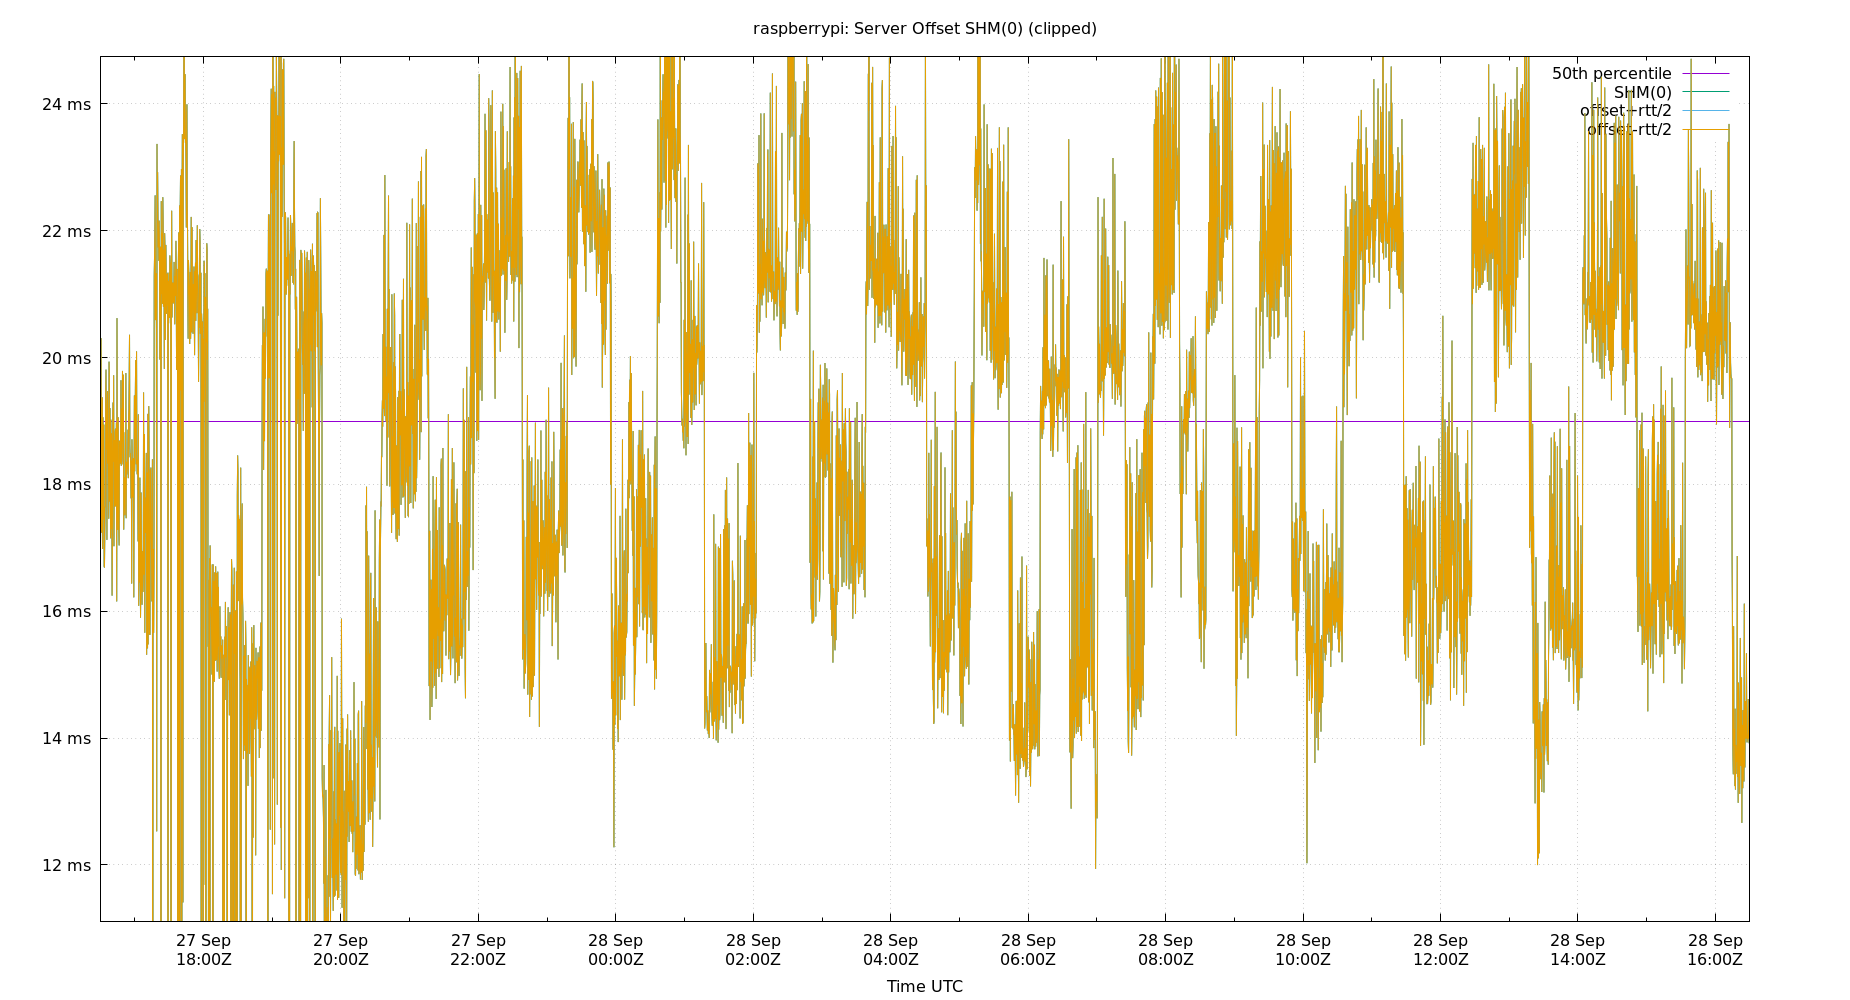 raspberrypi: Server Offset SHM(0) (clipped)
50th percentile
SHM(0)
offset+rtt/2
offset-rtt/2
24 ms
22 ms
20 ms
18 ms
16 ms
14 ms
12 ms
27 Sep 27 Sep 27 Sep 28 Sep 28 Sep 28 Sep 28 Sep 28 Sep 28 Sep 28 Sep 28 Sep 28 Sep
18:00Z 20:00Z 22:00Z 00:00Z 02:00Z 04:00Z 06:00Z 08:00Z 10:00Z 12:00Z 14:00Z 16:00Z
Time UTC